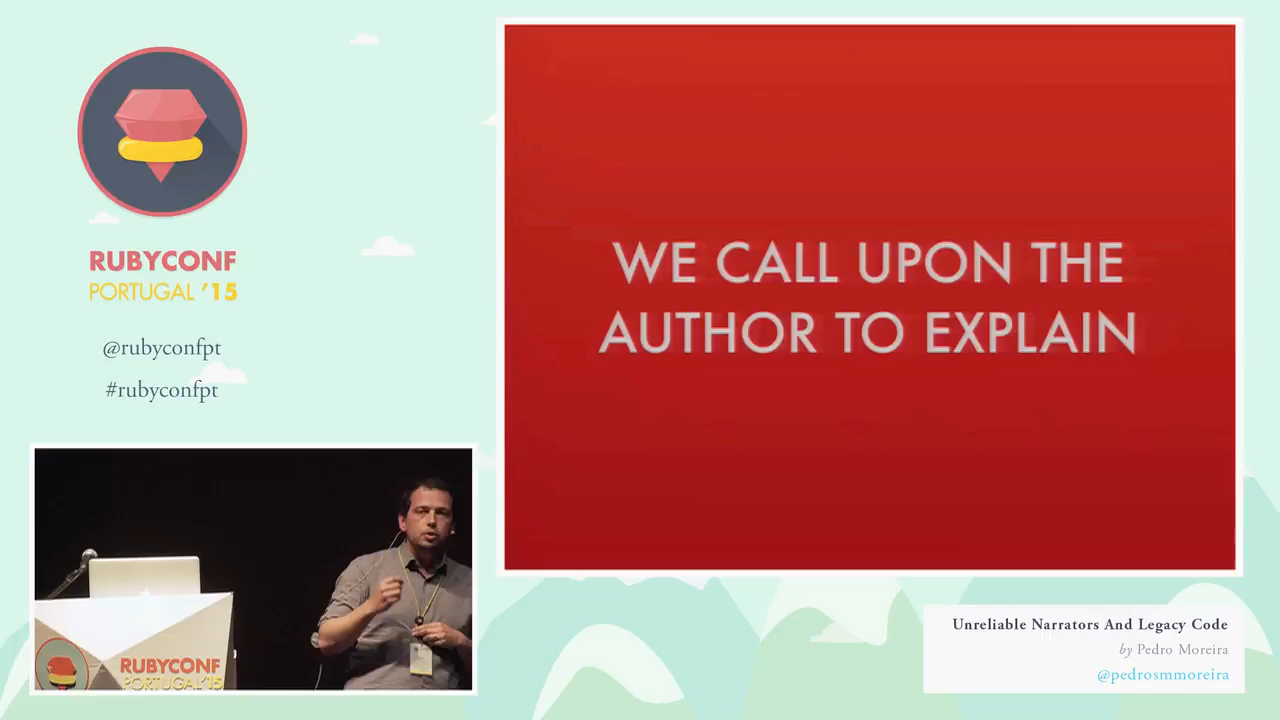 RUBYCONF
PORTUGAL '15
@rubyconfpt
#rubyconfpt
WE CALL UPON THE
AUTHOR TO EXPLAIN
RUBYCONF
PORTUGAL'15
Unreliable Narrators And Legacy Code
by Pedro Moreira
@pedrosmmoreira